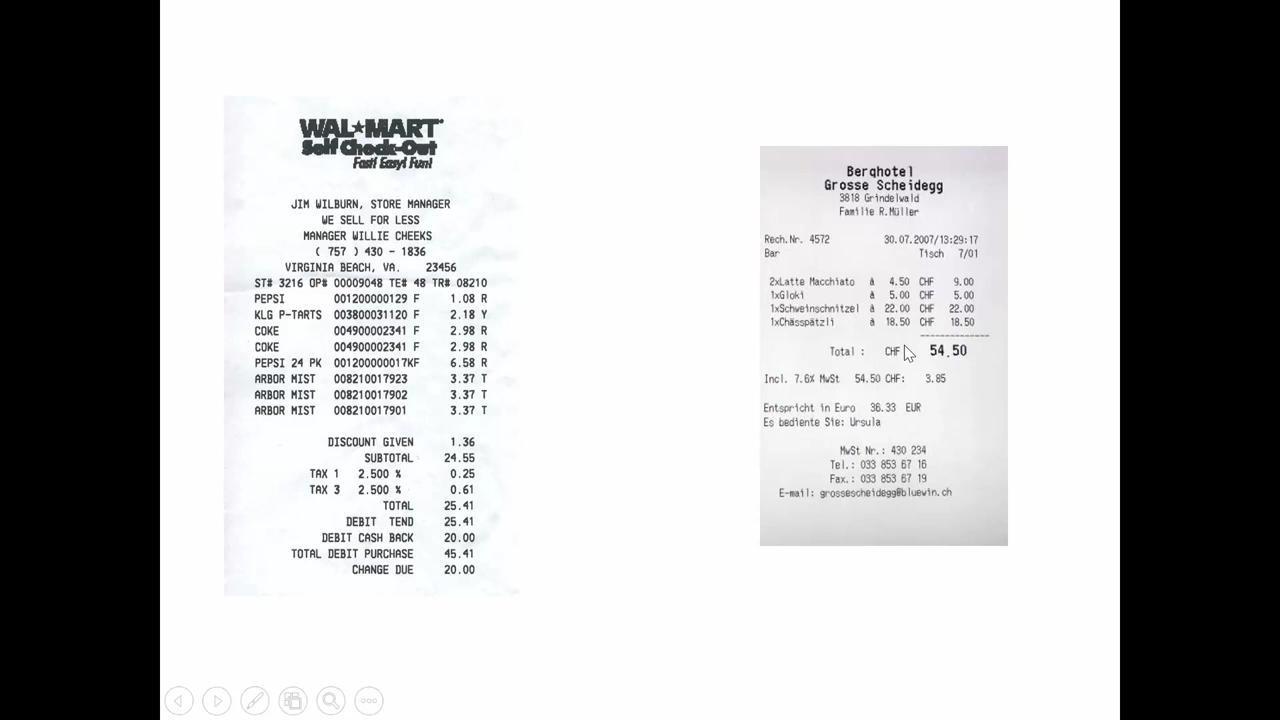 WAL★MART
Self Check-Out
Fast! Easy! Fun!
JIM WILBURN, STORE MANAGER
WE SELL FOR LESS
MANAGER WILLIE CHEEKS
( 757 ) 430 - 1836
VIRGINIA BEACH, VA. 23456
ST# 3216 OP# 00009048 TE# 48 TR# 08210
PEPSI 001200000129 F 1.08 R
KLG P-TARTS 003800031120 F 2.18 Y
COKE 004900002341 F 2.98 R
COKE 004900002341 F 2.98 R
PEPSI 24 PK 001200000017KF 6.58 R
ARBOR MIST 008210017923 3.37 T
ARBOR MIST 008210017902 3.37 T
ARBOR MIST 008210017901 3.37 T
DISCOUNT GIVEN 1.36
SUBTOTAL 24.55
TAX 1 2.500 % 0.25
TAX 3 2.500 % 0.61
TOTAL 25.41
DEBIT TEND 25.41
DEBIT CASH BACK 20.00
TOTAL DEBIT PURCHASE 45.41
CHANGE DUE 20.00
Berghotel
Grosse Scheidegg
3818 Grindelwald
Familie R.Müller
Rech.Nr. 4572 30.07.2007/13:29:17
Bar Tisch 7/01
2xLatte Macchiato à 4.50 CHF 9.00
1xGloki à 5.00 CHF 5.00
1xSchweinschnitzel à 22.00 CHF 22.00
1xChässpätzli à 18.50 CHF 18.50
Total : CHF 54.50
Incl. 7.6% MwSt 54.50 CHF: 3.85
Entspricht in Euro 36.33 EUR
Es bediente Sie: Ursula
MwSt Nr.: 430 234
Tel.: 033 853 67 16
Fax.: 033 853 67 19
E-mail: grossescheidegg@bluewin.ch